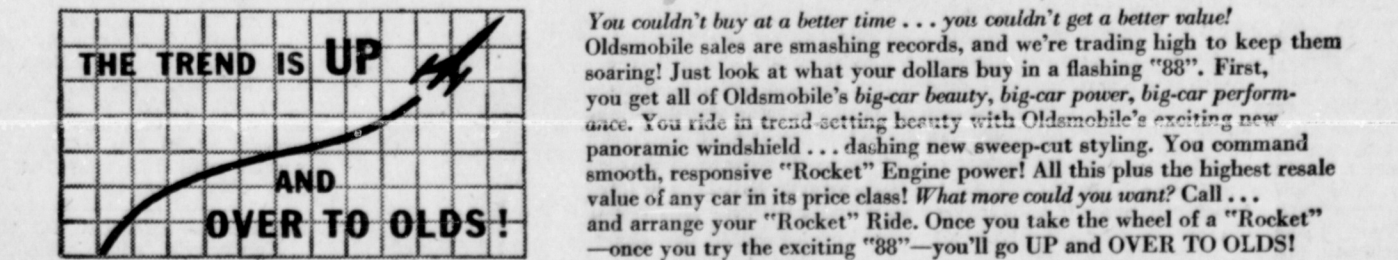 THE TREND IS UP
AND
OVER TO OLDS!
You couldn't buy at a better time . . . you couldn't get a better value!
Oldsmobile sales are smashing records, and we're trading high to keep them
soaring! Just look at what your dollars buy in a flashing "88". First,
you get all of Oldsmobile's big-car beauty, big-car power, big-car perform-
ance. You ride in trend-setting beauty with Oldsmobile's exciting new
panoramic windshield . . . dashing new sweep-cut styling. You command
smooth, responsive "Rocket" Engine power! All this plus the highest resale
value of any car in its price class! What more could you want? Call . . .
and arrange your "Rocket" Ride. Once you take the wheel of a "Rocket"
—once you try the exciting "88"—you'll go UP and OVER TO OLDS!